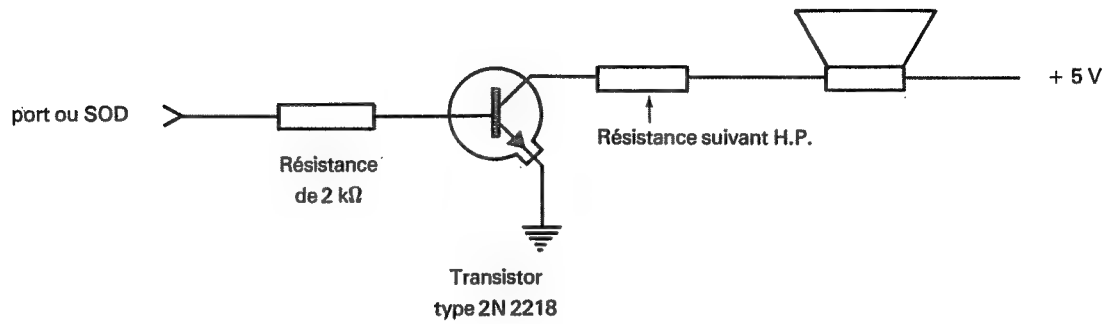 + 5 V
port ou SOD
Résistance suivant H.P.
Résistance
de 2 kΩ
Transistor
type 2N 2218